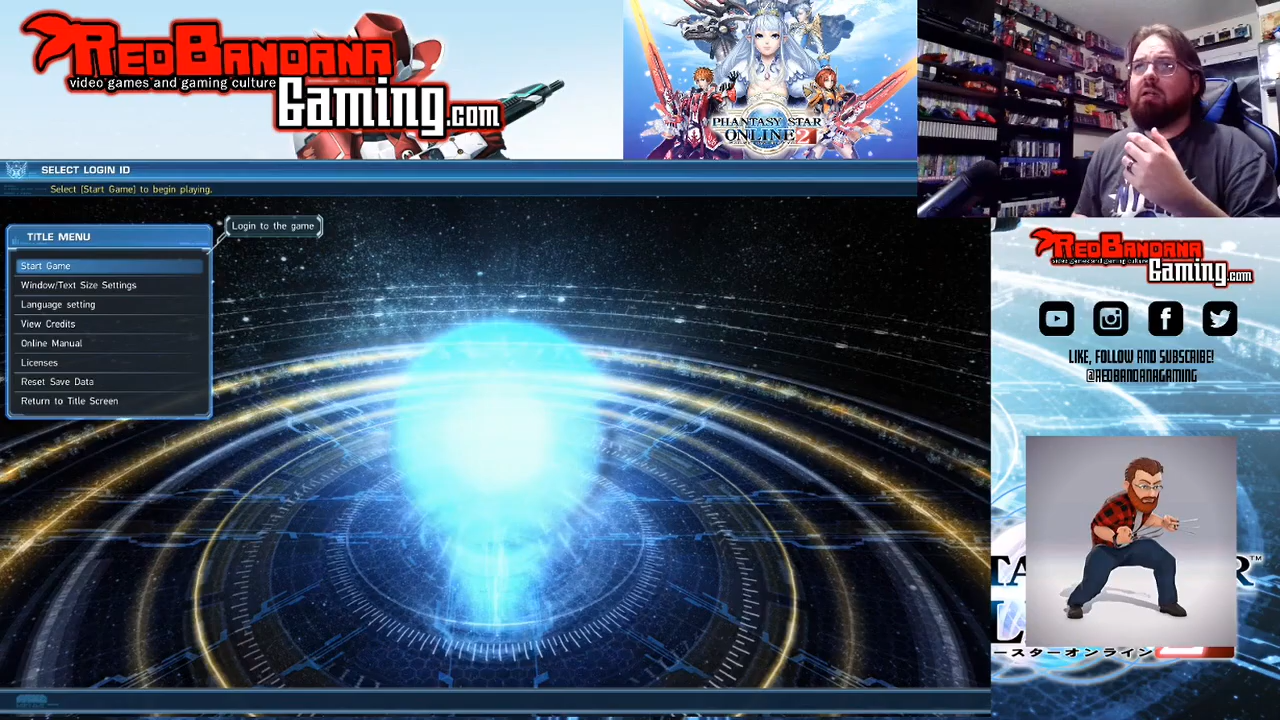 REDBANDANA
video games and gaming culture
Gaming.com
PHANTASY STAR
ONLINE 2
SELECT LOGIN ID
Select [Start Game] to begin playing.
TITLE MENU
Login to the game
Start Game
Window/Text Size Settings
Language setting
View Credits
Online Manual
Licenses
Reset Save Data
Return to Title Screen
REDBANDANA
video games and gaming culture
Gaming.com
LIKE, FOLLOW AND SUBSCRIBE!
@REDBANDANAGAMING
ースターオンライン